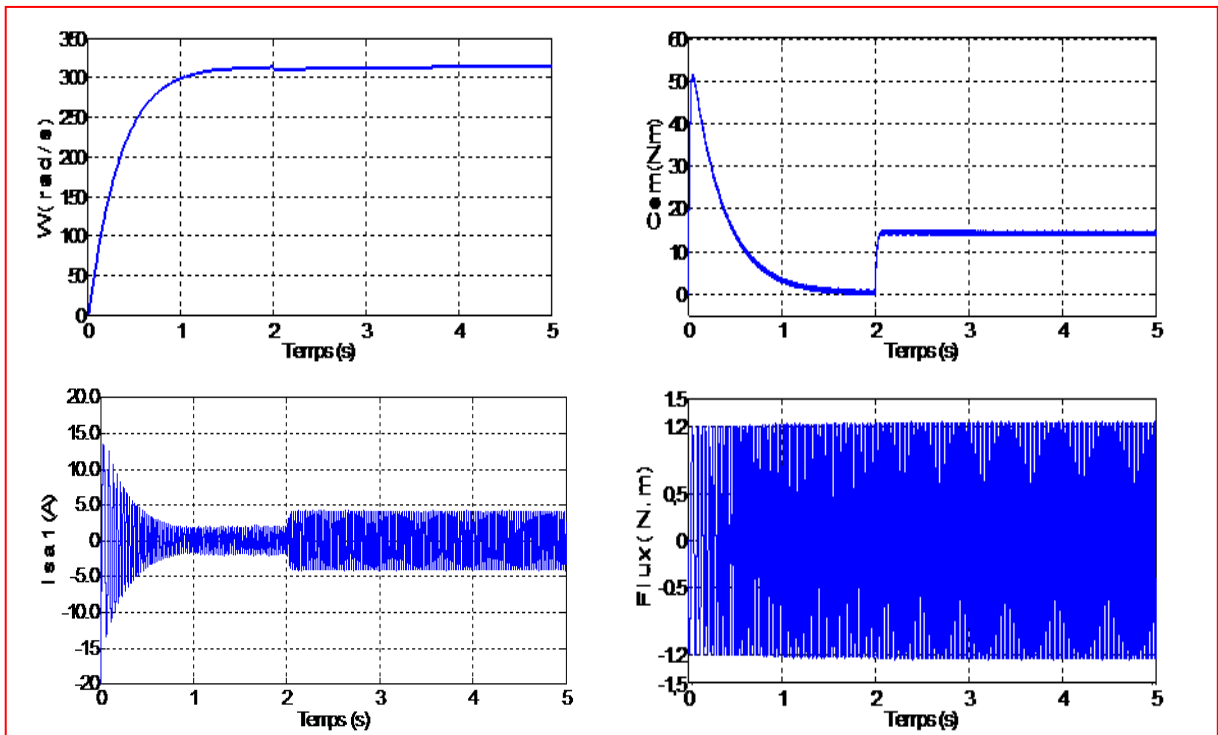 350
300
250
200
150
100
50
0
W( rad / s)
0 1 2 3 4 5
Temps (s)
60
50
40
30
20
10
0
Cem(Nm)
0 1 2 3 4 5
Temps (s)
20.0
15.0
10.0
5.0
0
-5.0
-10.0
-15
-20
Isa1 (A)
0 1 2 3 4 5
Temps (s)
1.5
1.2
0,5
0
-0.5
-1.2
-1,5
Flux( N. m)
0 1 2 3 4 5
Temps (s)